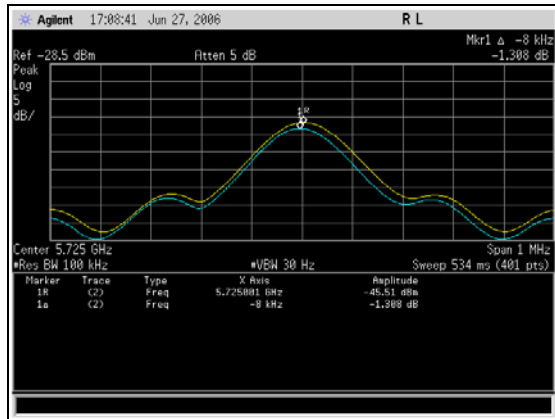 Agilent 17:08:41 Jun 27, 2006 R L
Mkr1 Δ -8 kHz
Ref -28.5 dBm Atten 5 dB -1.308 dB
Peak
Log
5
dB/
1R
Center 5.725 GHz Span 1 MHz
#Res BW 100 kHz #VBW 30 Hz Sweep 534 ms (401 pts)
Marker Trace Type X Axis Amplitude
1R (2) Freq 5.725001 GHz -45.51 dBm
1Δ (2) Freq -8 kHz -1.308 dB